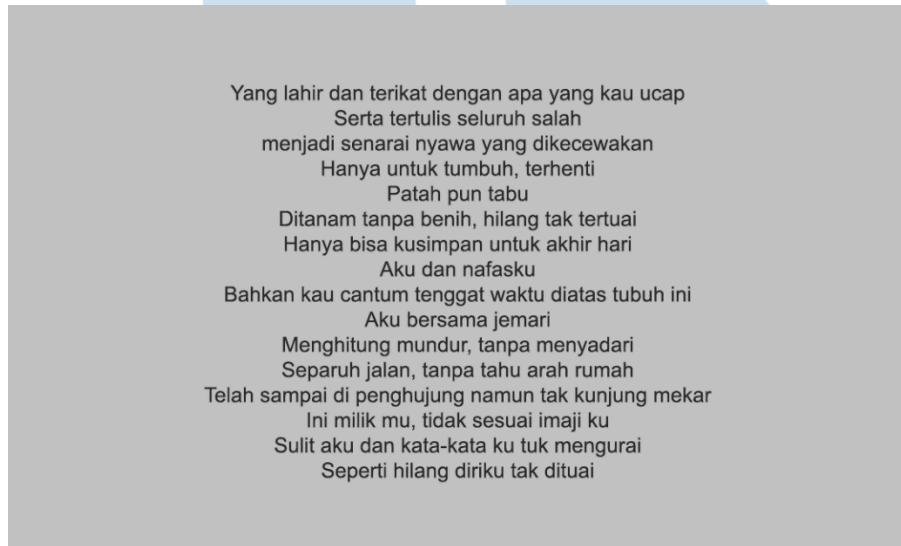 Yang lahir dan terikat dengan apa yang kau ucap
Serta tertulis seluruh salah
menjadi senarai nyawa yang dikecewakan
Hanya untuk tumbuh, terhenti
Patah pun tabu
Ditanam tanpa benih, hilang tak tertuai
Hanya bisa kusimpan untuk akhir hari
Aku dan nafasku
Bahkan kau cantum tenggat waktu diatas tubuh ini
Aku bersama jemari
Menghitung mundur, tanpa menyadari
Separuh jalan, tanpa tahu arah rumah
Telah sampai di penghujung namun tak kunjung mekar
Ini milik mu, tidak sesuai imaji ku
Sulit aku dan kata-kata ku tuk mengurai
Seperti hilang diriku tak dituai